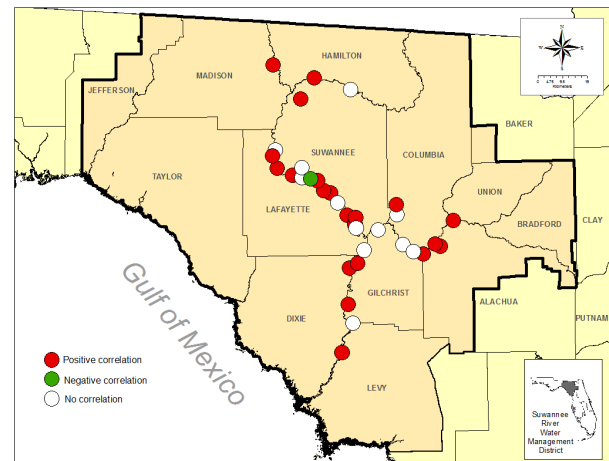 HAMILTON
MADISON
JEFFERSON
BAKER
SUWANNEE
COLUMBIA
TAYLOR
UNION
LAFAYETTE
BRADFORD
CLAY
Gulf of Mexico
GILCHRIST
ALACHUA
DIXIE
PUTNAM
LEVY
Positive correlation
Negative correlation
No correlation
Suwannee
River
Water
Management
District